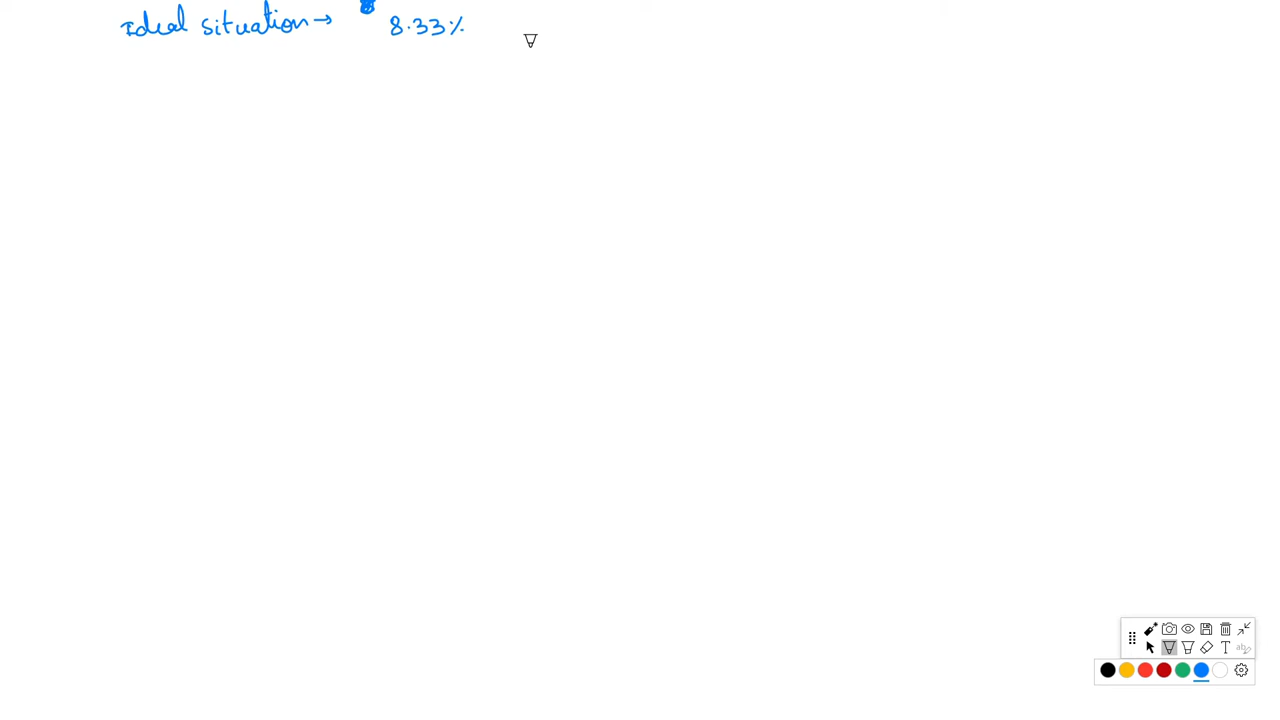 Ideal situation → 8.33%